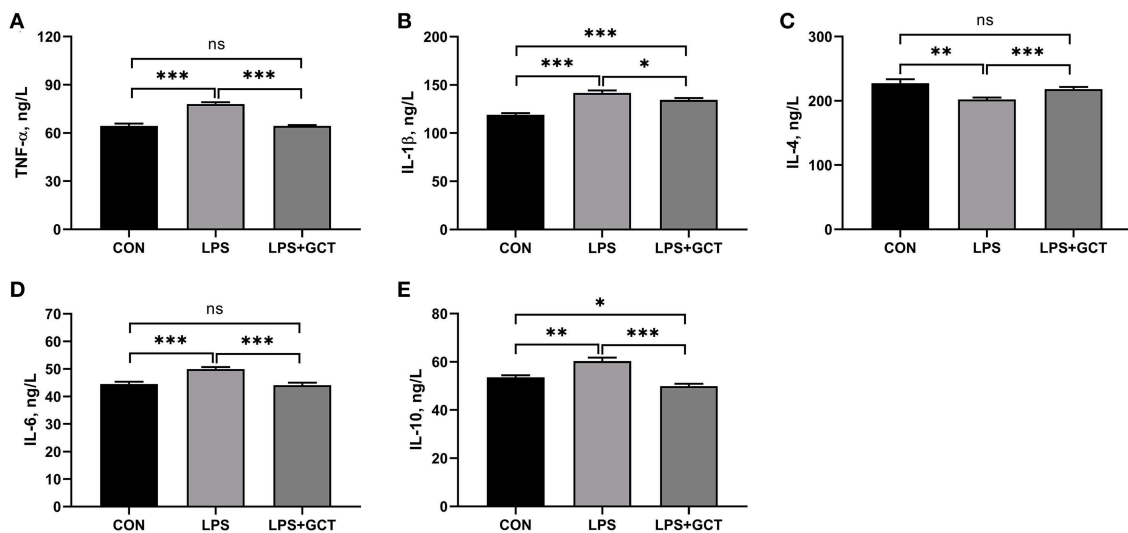 A
TNF-α, ng/L
120
90
60
30
0
ns
*** ***
CON LPS LPS+GCT
B
IL-1β, ng/L
200
150
100
50
0
***
*** *
CON LPS LPS+GCT
C
IL-4, ng/L
300
200
100
0
ns
** ***
CON LPS LPS+GCT
D
IL-6, ng/L
70
60
50
40
30
20
10
0
ns
*** ***
CON LPS LPS+GCT
E
IL-10, ng/L
80
60
40
20
0
*
** ***
CON LPS LPS+GCT